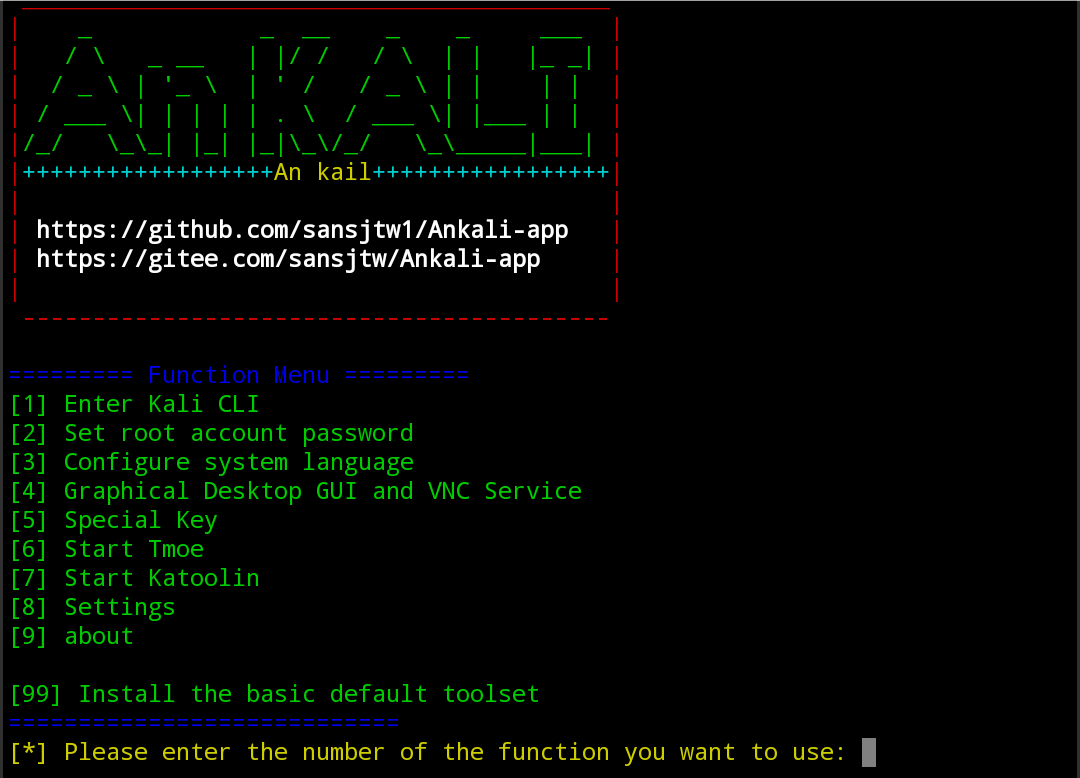 AnKALI
++++++++++++++++++An kail+++++++++++++++++
https://github.com/sansjtw1/Ankali-app
https://gitee.com/sansjtw/Ankali-app
========= Function Menu =========
[1] Enter Kali CLI
[2] Set root account password
[3] Configure system language
[4] Graphical Desktop GUI and VNC Service
[5] Special Key
[6] Start Tmoe
[7] Start Katoolin
[8] Settings
[9] about
[99] Install the basic default toolset
============================
[*] Please enter the number of the function you want to use: